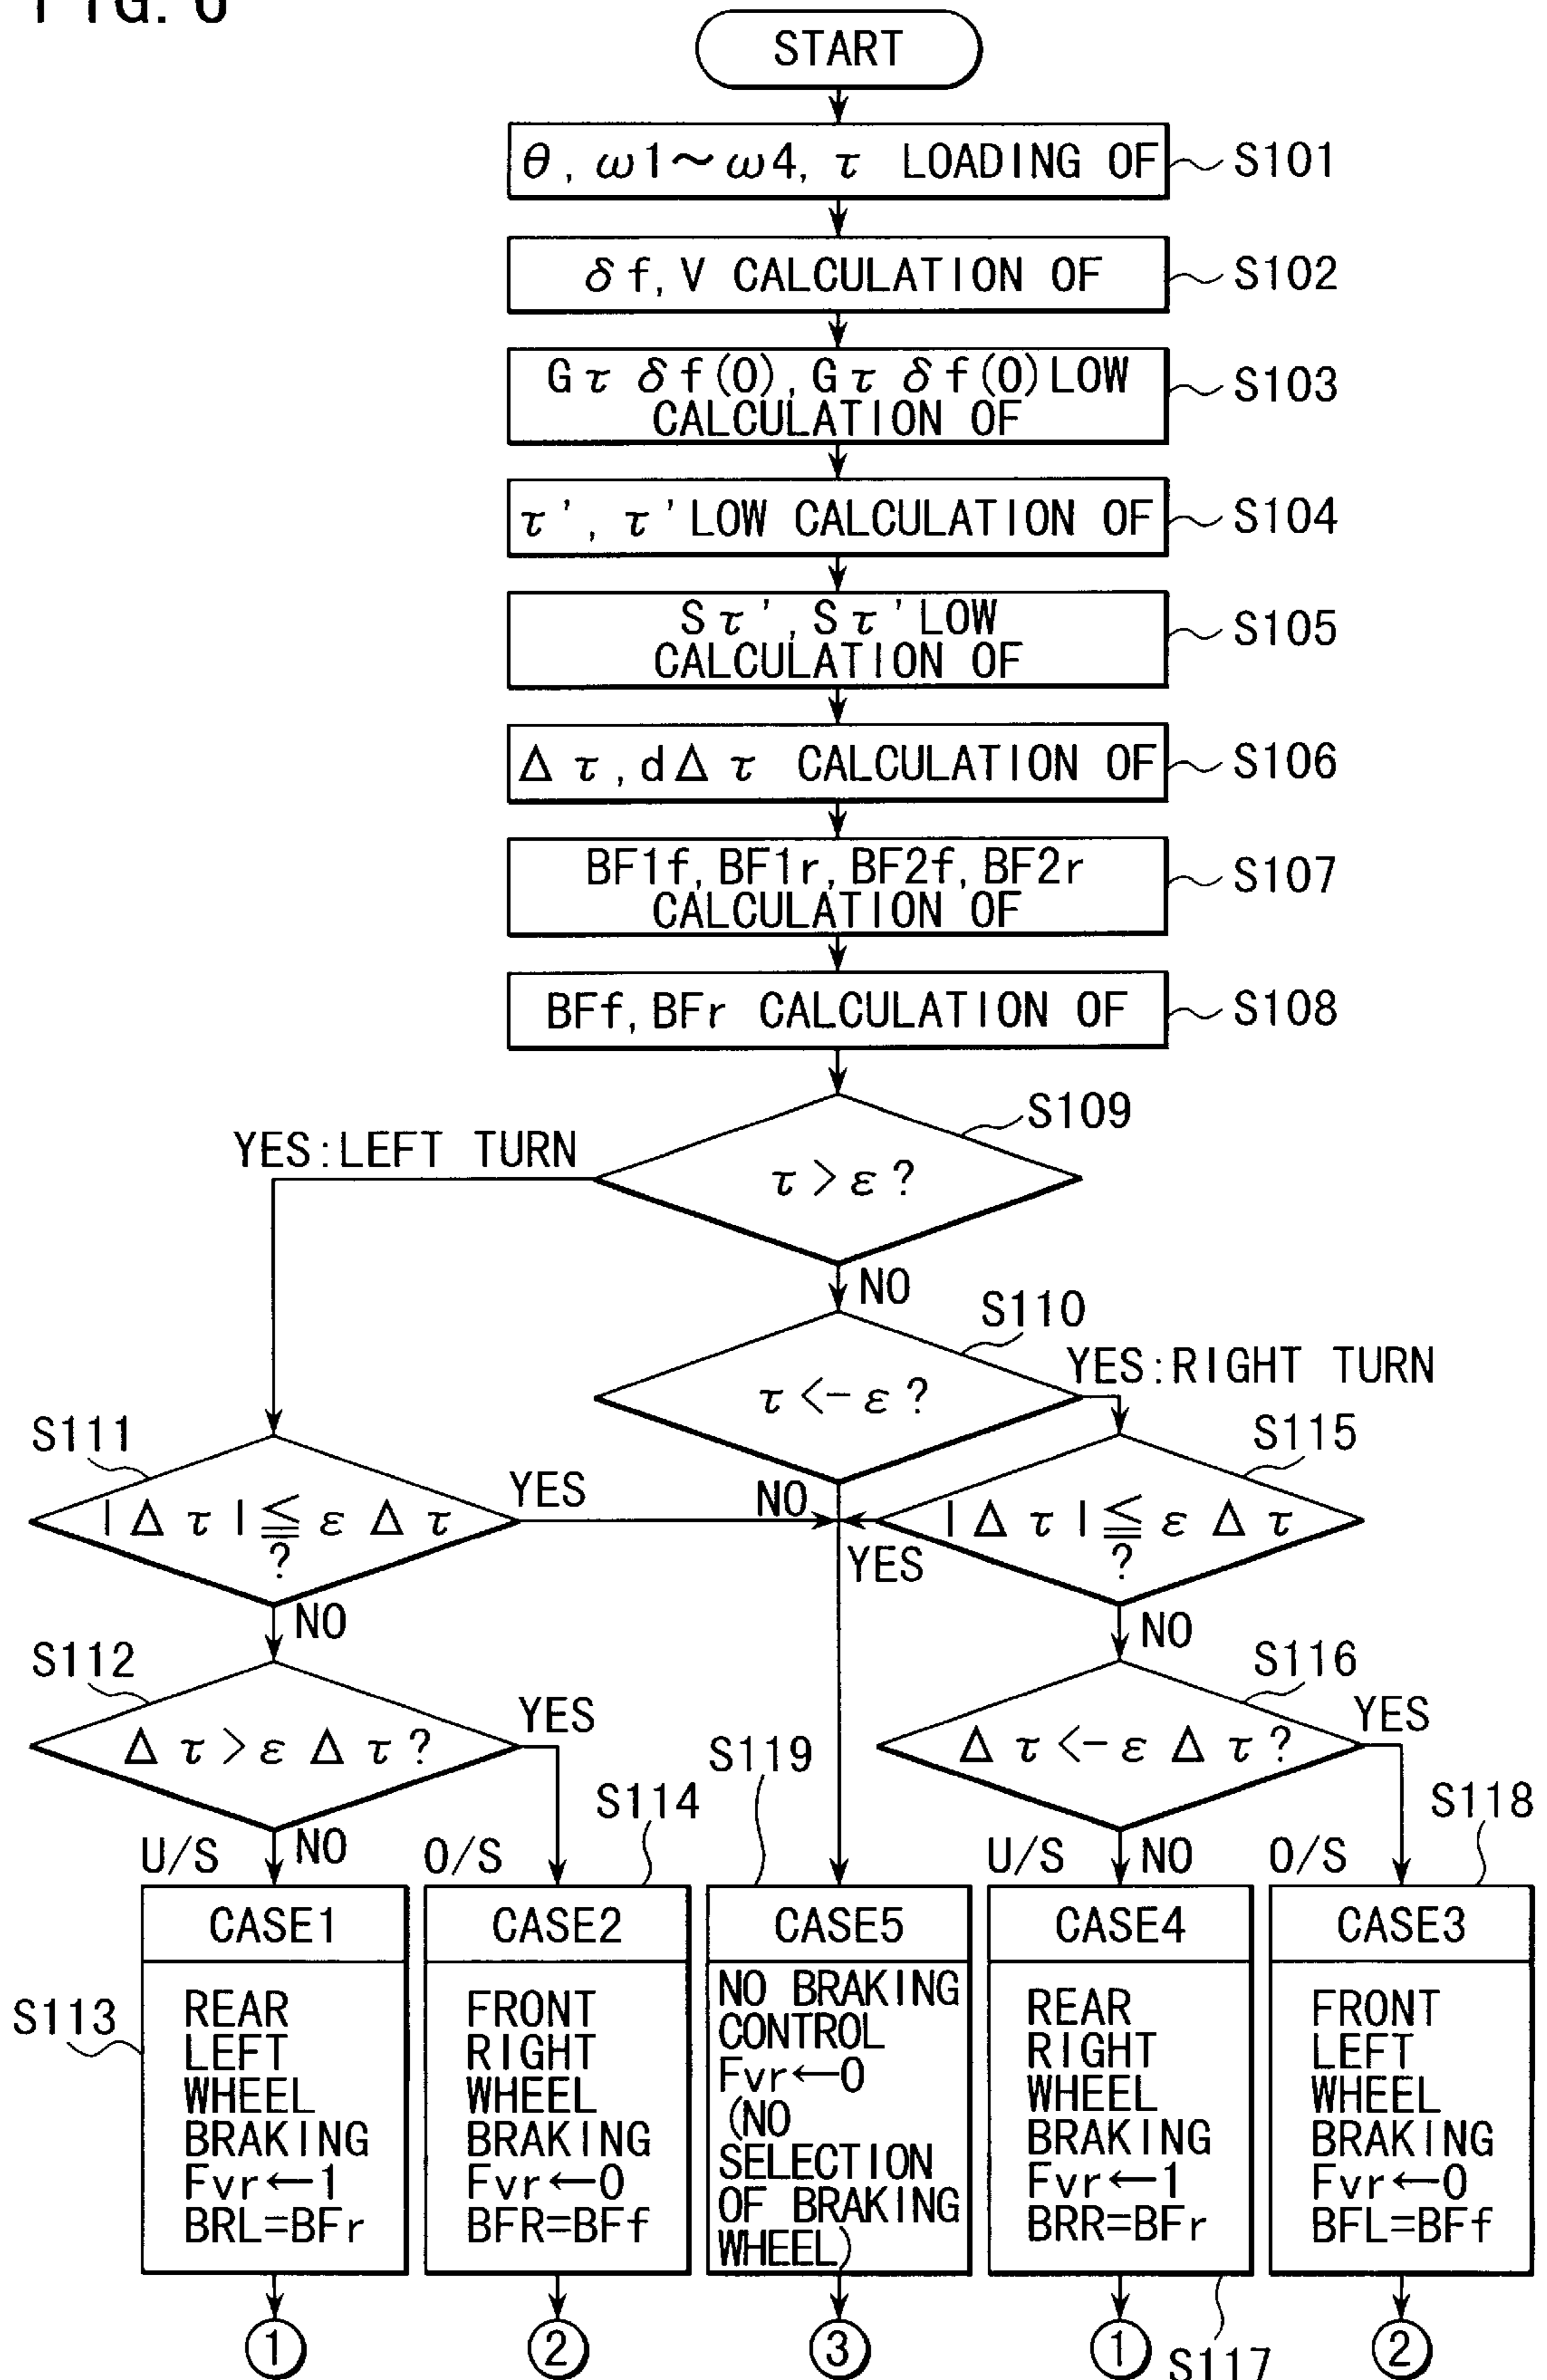 FIG. 6
START
θ, ω1~ω4, τ LOADING OF
S101
δf, V CALCULATION OF
S102
Gτ δf(0), Gτ δf(0)LOW
CALCULATION OF
S103
τ', τ'LOW CALCULATION OF
S104
Sτ', Sτ'LOW
CALCULATION OF
S105
Δτ, dΔτ CALCULATION OF
S106
BF1f, BF1r, BF2f, BF2r
CALCULATION OF
S107
BFf, BFr CALCULATION OF
S108
S109
YES:LEFT TURN
τ>ε?
NO
S110
YES:RIGHT TURN
τ<-ε?
S111
|Δτ|≦εΔτ
?
YES
NO
S115
|Δτ|≦εΔτ
?
YES
NO
NO
S112
Δτ>εΔτ?
YES
S116
Δτ<-εΔτ?
YES
S119
S114
S118
U/S
NO
O/S
U/S
NO
O/S
CASE1
REAR
LEFT
WHEEL
BRAKING
Fvr←1
BRL=BFr
S113
CASE2
FRONT
RIGHT
WHEEL
BRAKING
Fvr←0
BFR=BFf
CASE5
NO BRAKING
CONTROL
Fvr←0
(NO
SELECTION
OF BRAKING
WHEEL)
CASE4
REAR
RIGHT
WHEEL
BRAKING
Fvr←1
BRR=BFr
CASE3
FRONT
LEFT
WHEEL
BRAKING
Fvr←0
BFL=BFf
1
2
3
1
S117
2